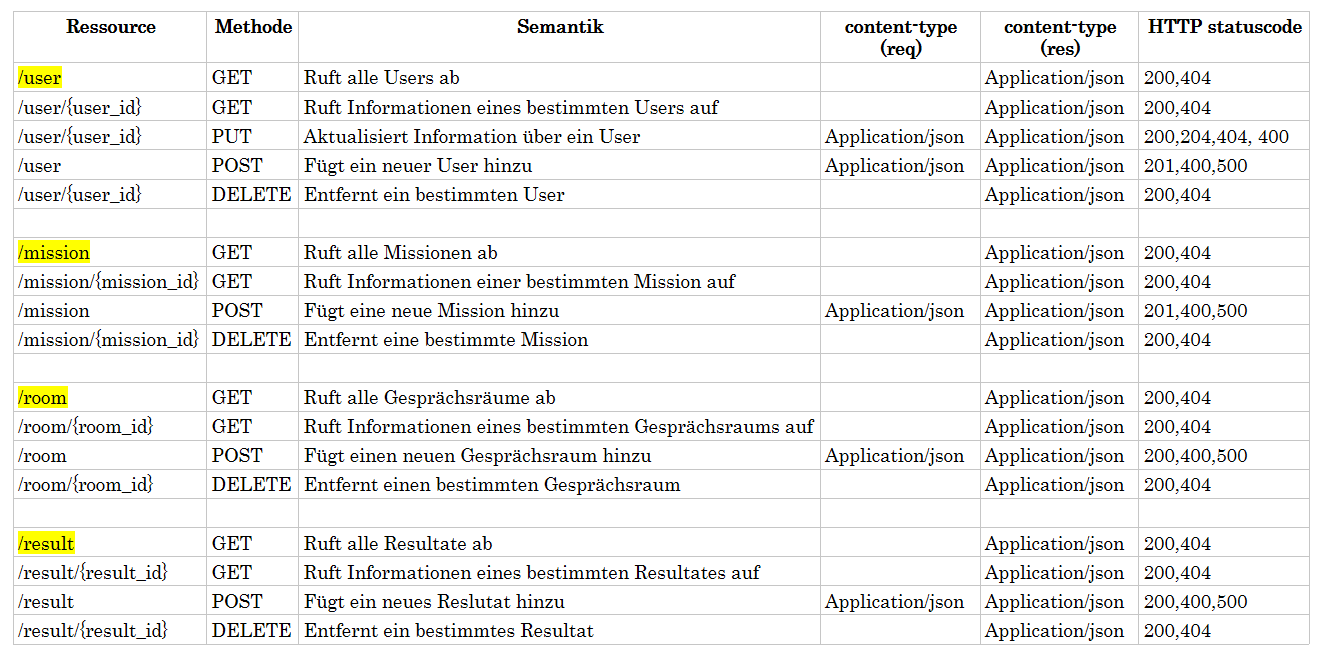 Ressource Methode Semantik content-type (req) content-type (res) HTTP statuscode
/user GET Ruft alle Users ab Application/json 200,404
/user/{user_id} GET Ruft Informationen eines bestimmten Users auf Application/json 200,404
/user/{user_id} PUT Aktualisiert Information über ein User Application/json Application/json 200,204,404, 400
/user POST Fügt ein neuer User hinzu Application/json Application/json 201,400,500
/user/{user_id} DELETE Entfernt ein bestimmten User Application/json 200,404
/mission GET Ruft alle Missionen ab Application/json 200,404
/mission/{mission_id} GET Ruft Informationen einer bestimmten Mission auf Application/json 200,404
/mission POST Fügt eine neue Mission hinzu Application/json Application/json 201,400,500
/mission/{mission_id} DELETE Entfernt eine bestimmte Mission Application/json 200,404
/room GET Ruft alle Gesprächsräume ab Application/json 200,404
/room/{room_id} GET Ruft Informationen eines bestimmten Gesprächsraums auf Application/json 200,404
/room POST Fügt einen neuen Gesprächsraum hinzu Application/json Application/json 200,400,500
/room/{room_id} DELETE Entfernt einen bestimmten Gesprächsraum Application/json 200,404
/result GET Ruft alle Resultate ab Application/json 200,404
/result/{result_id} GET Ruft Informationen eines bestimmten Resultates auf Application/json 200,404
/result POST Fügt ein neues Reslutat hinzu Application/json Application/json 200,400,500
/result/{result_id} DELETE Entfernt ein bestimmtes Resultat Application/json 200,404